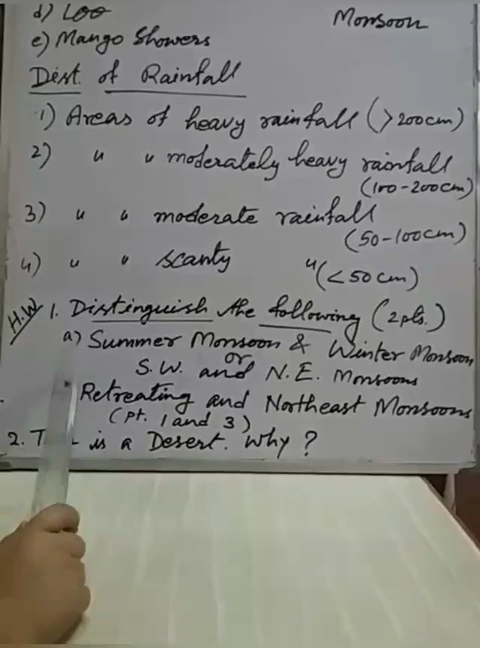 d) Loo
Monsoon
e) Mango Showers
Dist. of Rainfall
1) Areas of heavy rainfall (>200cm)
2) " " moderately heavy rainfall
(100-200cm)
3) " " moderate rainfall
(50-100cm)
4) " " scanty " (<50cm)
H.W 1. Distinguish the following (2pts.)
a) Summer Monsoon & Winter Monsoon
or
S.W. and N.E. Monsoons
Retreating and Northeast Monsoons
(pt. 1 and 3)
2. is a Desert. Why ?